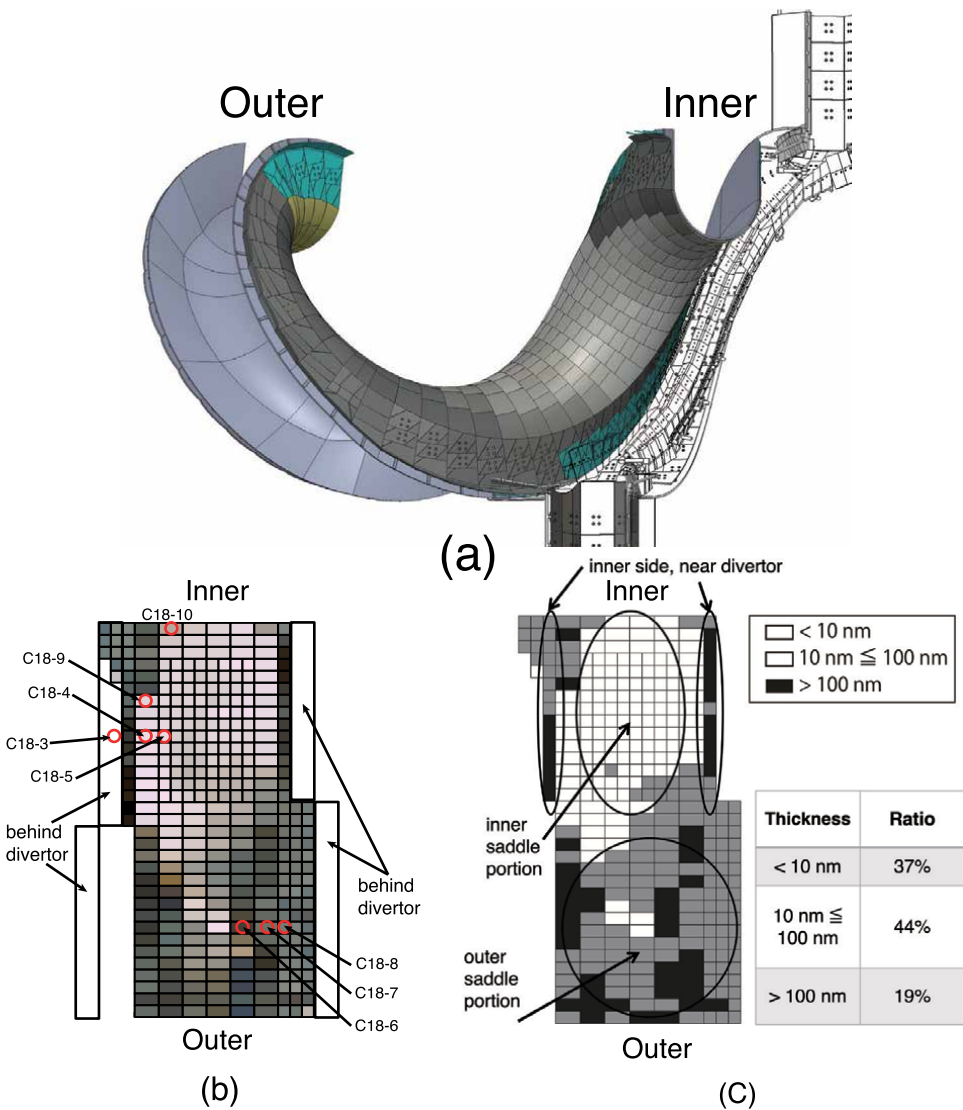 Outer
Inner
(a)
Inner
C18-10
C18-9
C18-4
C18-3
C18-5
behind
divertor
behind
divertor
C18-8
C18-7
C18-6
Outer
(b)
inner side, near divertor
Inner
< 10 nm
10 nm ≦ 100 nm
> 100 nm
inner
saddle
portion
outer
saddle
portion
Thickness Ratio
< 10 nm 37%
10 nm ≦
100 nm 44%
> 100 nm 19%
Outer
(C)